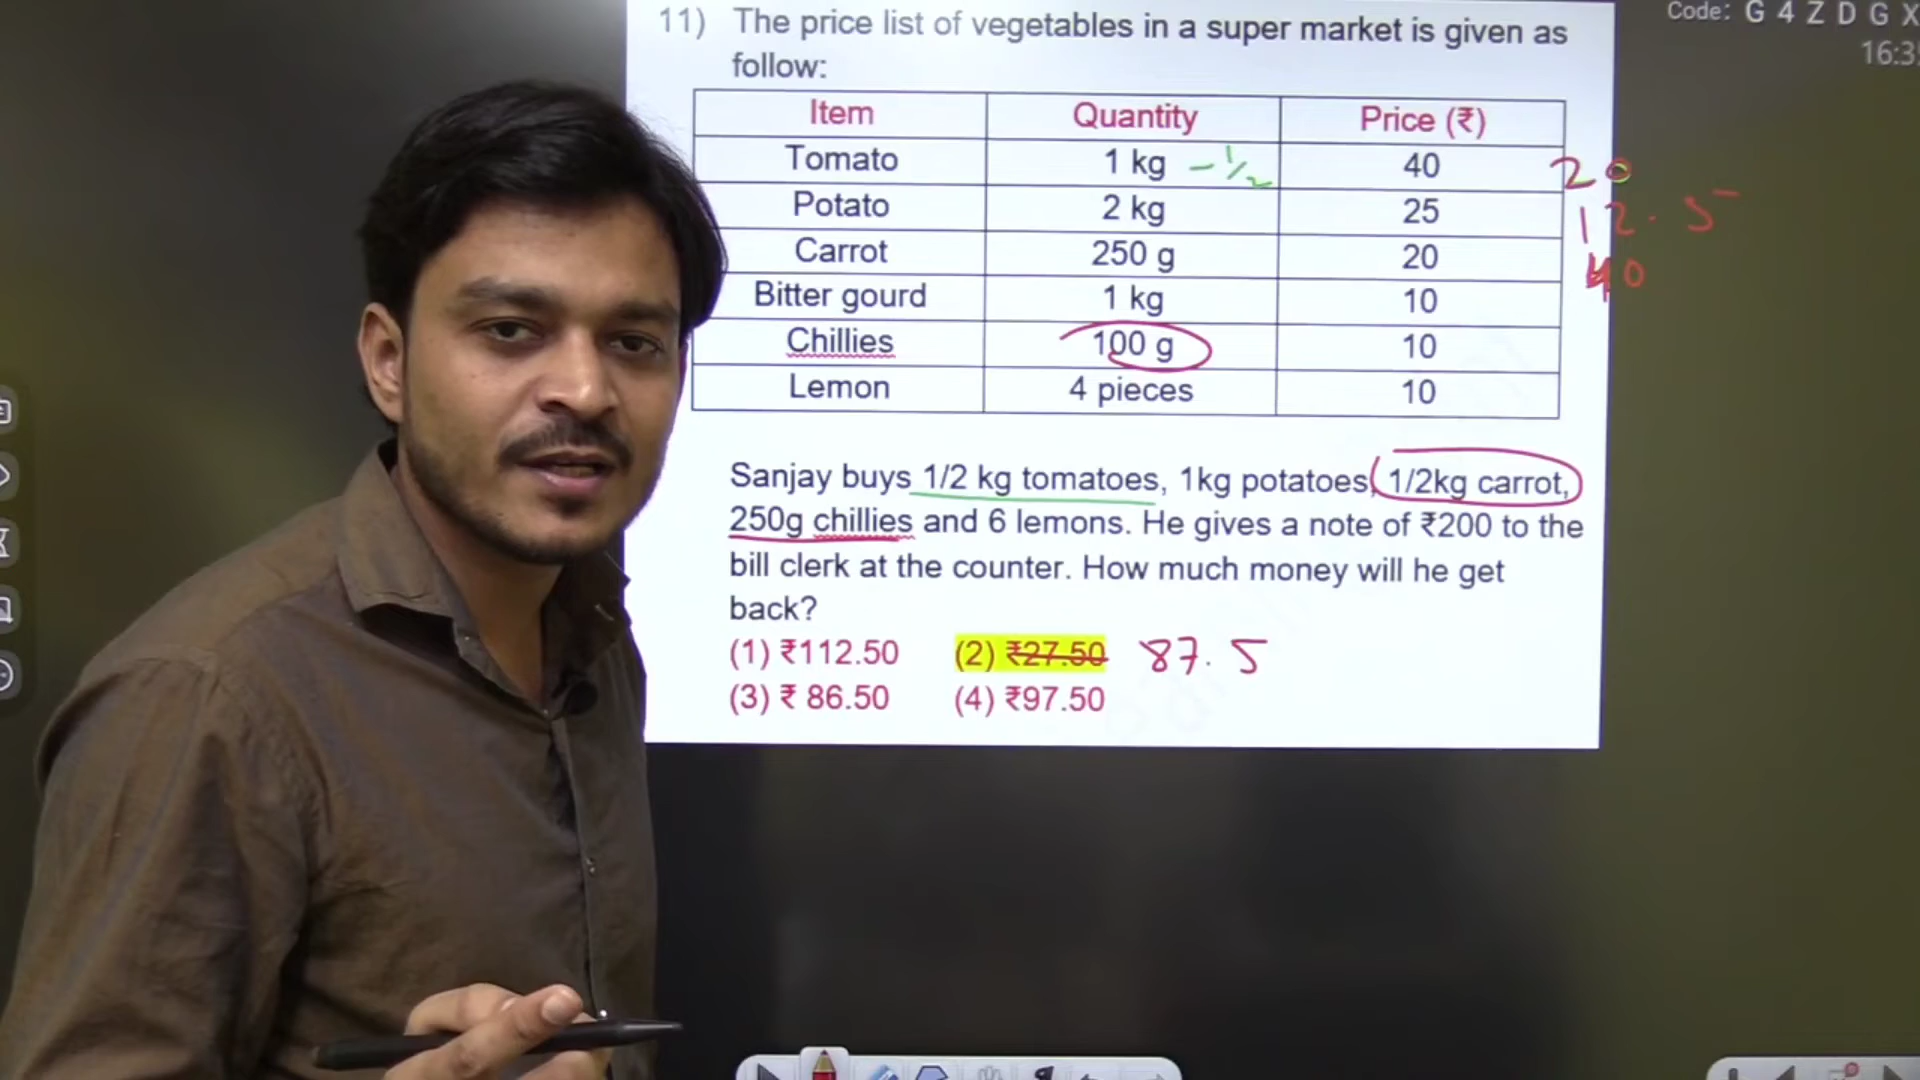 Code: G 4 Z D G X
16:3
11) The price list of vegetables in a super market is given as
follow:
Item Quantity Price (₹)
Tomato 1 kg - 1/2 40 20
Potato 2 kg 25 12.5
Carrot 250 g 20 40
Bitter gourd 1 kg 10
Chillies 100 g 10
Lemon 4 pieces 10
Sanjay buys 1/2 kg tomatoes, 1kg potatoes, 1/2kg carrot,
250g chillies and 6 lemons. He gives a note of ₹200 to the
bill clerk at the counter. How much money will he get
back?
(1) ₹112.50 (2) ₹27.50 87.5
(3) ₹ 86.50 (4) ₹97.50